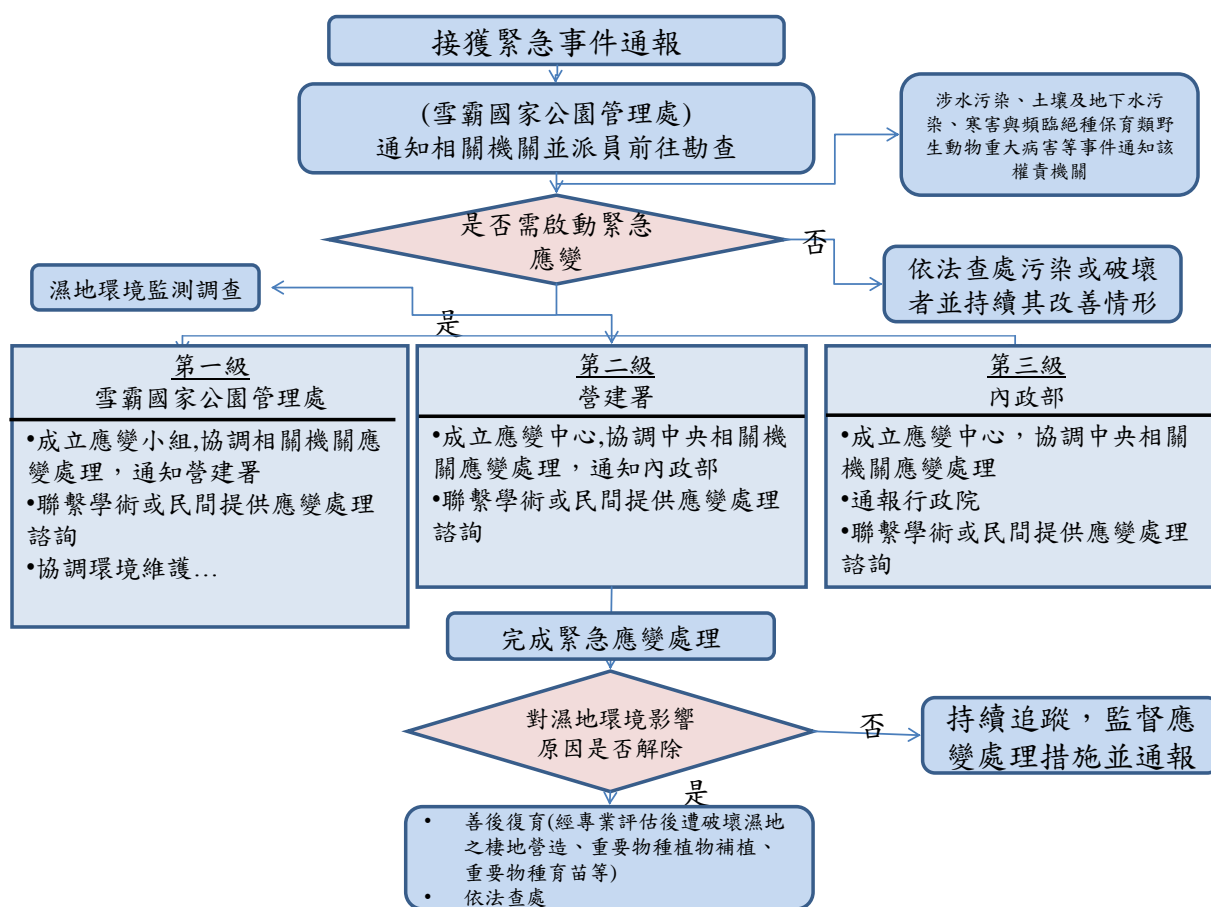 接獲緊急事件通報
(雪霸國家公園管理處)
通知相關機關並派員前往勘查
涉水污染、土壤及地下水污
染、寒害與頻臨絕種保育類野
生動物重大病害等事件通知該
權責機關
是否需啟動緊急
應變
否
依法查處污染或破壞
者並持續其改善情形
濕地環境監測調查
是
第一級
雪霸國家公園管理處
•成立應變小組,協調相關機關應
變處理，通知營建署
•聯繫學術或民間提供應變處理
諮詢
•協調環境維護…
第二級
營建署
•成立應變中心,協調中央相關機
關應變處理，通知內政部
•聯繫學術或民間提供應變處理
諮詢
第三級
內政部
•成立應變中心，協調中央相關
機關應變處理
•通報行政院
•聯繫學術或民間提供應變處理
諮詢
完成緊急應變處理
對濕地環境影響
原因是否解除
否
持續追蹤，監督應
變處理措施並通報
是
• 善後復育(經專業評估後遭破壞濕地
之棲地營造、重要物種植物補植、
重要物種育苗等)
• 依法查處